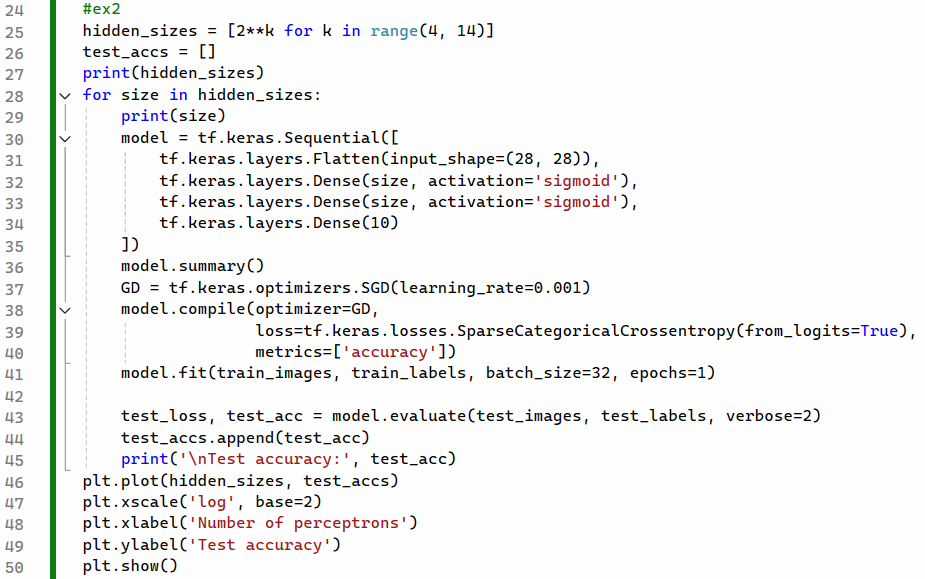 24 #ex2
25 hidden_sizes = [2**k for k in range(4, 14)]
26 test_accs = []
27 print(hidden_sizes)
28 for size in hidden_sizes:
29     print(size)
30     model = tf.keras.Sequential([
31         tf.keras.layers.Flatten(input_shape=(28, 28)),
32         tf.keras.layers.Dense(size, activation='sigmoid'),
33         tf.keras.layers.Dense(size, activation='sigmoid'),
34         tf.keras.layers.Dense(10)
35     ])
36     model.summary()
37     GD = tf.keras.optimizers.SGD(learning_rate=0.001)
38     model.compile(optimizer=GD,
39                   loss=tf.keras.losses.SparseCategoricalCrossentropy(from_logits=True),
40                   metrics=['accuracy'])
41     model.fit(train_images, train_labels, batch_size=32, epochs=1)
42
43     test_loss, test_acc = model.evaluate(test_images, test_labels, verbose=2)
44     test_accs.append(test_acc)
45     print('\nTest accuracy:', test_acc)
46 plt.plot(hidden_sizes, test_accs)
47 plt.xscale('log', base=2)
48 plt.xlabel('Number of perceptrons')
49 plt.ylabel('Test accuracy')
50 plt.show()